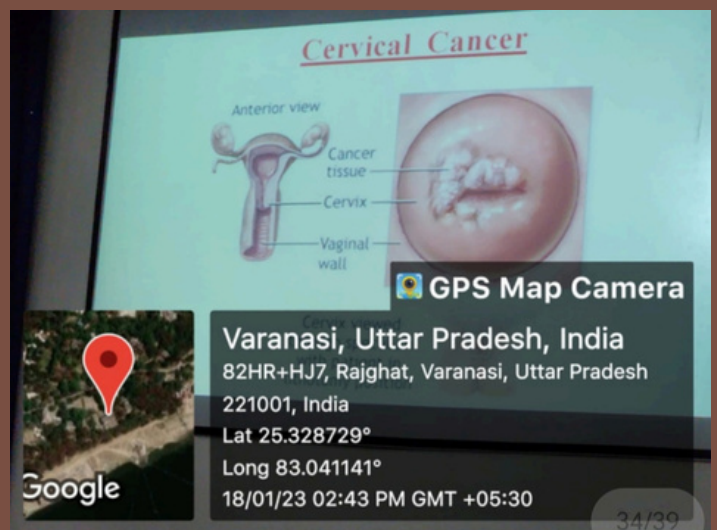 Cervical Cancer
Anterior view
Cancer
tissue
Cervix
Vaginal
wall
GPS Map Camera
Varanasi, Uttar Pradesh, India
82HR+HJ7, Rajghat, Varanasi, Uttar Pradesh
221001, India
Lat 25.328729°
Long 83.041141°
18/01/23 02:43 PM GMT +05:30
Google
34/39